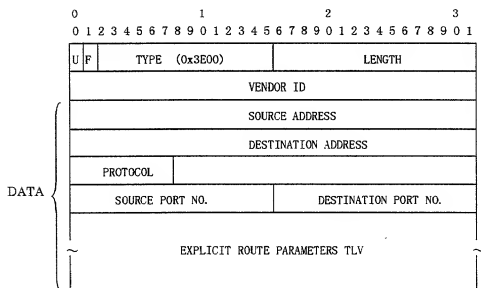 0 1 2 3
0 1 2 3 4 5 6 7 8 9 0 1 2 3 4 5 6 7 8 9 0 1 2 3 4 5 6 7 8 9 0 1
U F TYPE (0x3E00) LENGTH
VENDOR ID
SOURCE ADDRESS
DESTINATION ADDRESS
PROTOCOL
SOURCE PORT NO. DESTINATION PORT NO.
DATA
~ EXPLICIT ROUTE PARAMETERS TLV ~